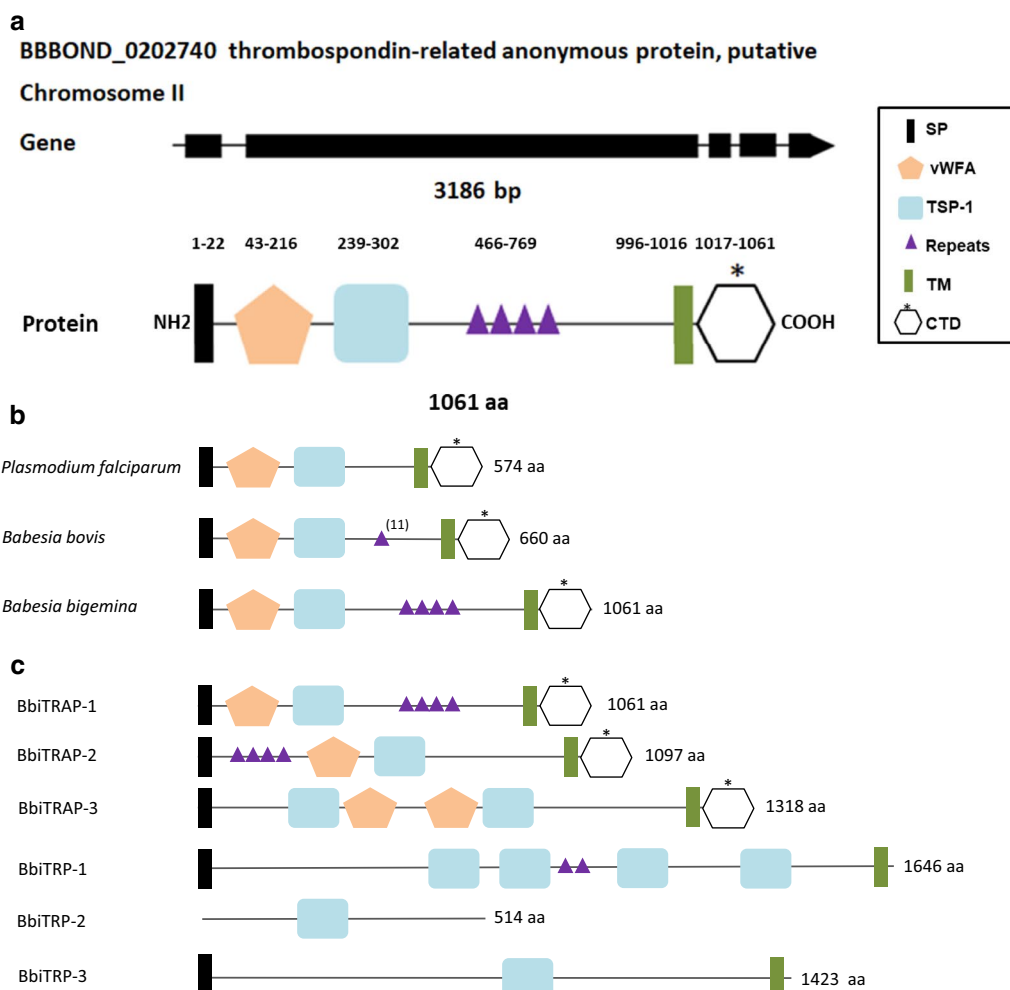 a
BBBOND_0202740 thrombospondin-related anonymous protein, putative
Chromosome II
Gene
3186 bp
1-22 43-216 239-302 466-769 996-1016 1017-1061
*
Protein NH2 COOH
1061 aa
SP
vWFA
TSP-1
Repeats
TM
*
CTD
b
*
Plasmodium falciparum 574 aa
(11) *
Babesia bovis 660 aa
*
Babesia bigemina 1061 aa
c
*
BbiTRAP-1 1061 aa
*
BbiTRAP-2 1097 aa
*
BbiTRAP-3 1318 aa
BbiTRP-1 1646 aa
BbiTRP-2 514 aa
BbiTRP-3 1423 aa